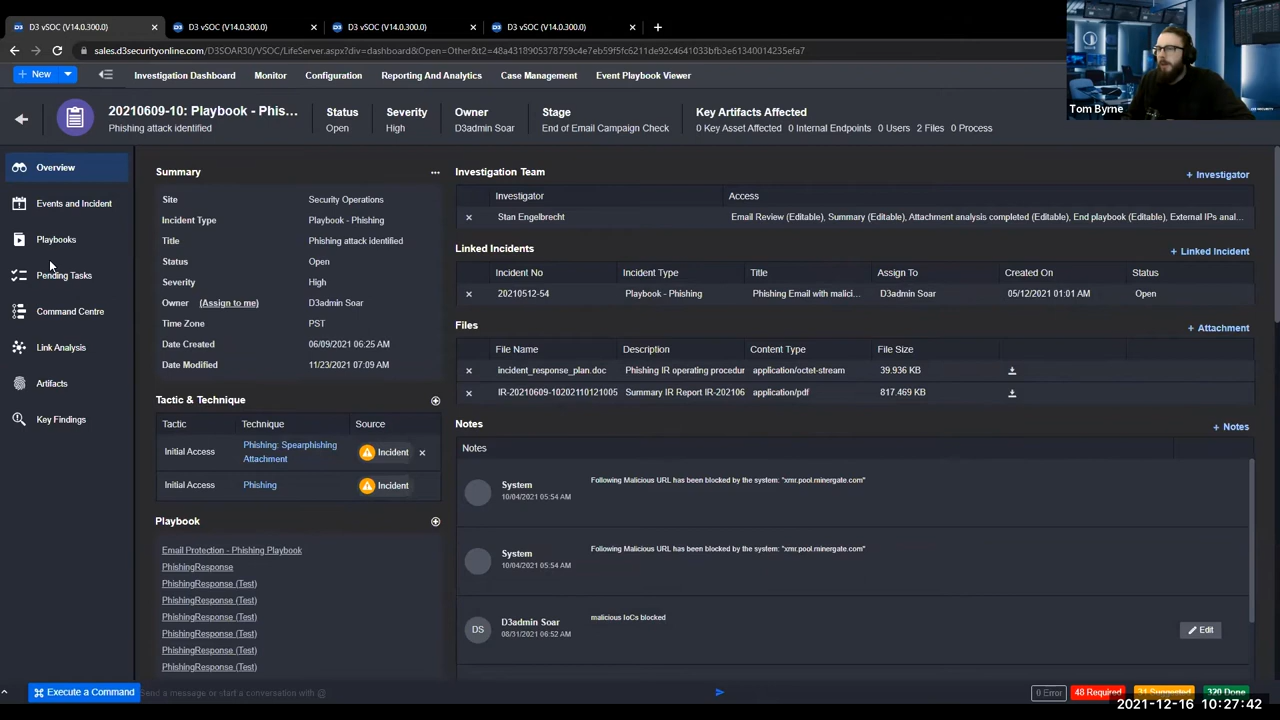 D3 vSOC (V14.0.300.0)
D3 vSOC (V14.0.300.0)
D3 vSOC (V14.0.300.0)
D3 vSOC (V14.0.300.0)
sales.d3securityonline.com/D3SOAR30/VSOC/LifeServer.aspx?div=dashboard&Open=Other&t2=48a4318905378759c4e7eb59f5fc6211de92c4641033bfb3e61340014235efa7
+ New
Investigation Dashboard
Monitor
Configuration
Reporting And Analytics
Case Management
Event Playbook Viewer
Tom Byrne
20210609-10: Playbook - Phis...
Phishing attack identified
Status
Open
Severity
High
Owner
D3admin Soar
Stage
End of Email Campaign Check
Key Artifacts Affected
0 Key Asset Affected 0 Internal Endpoints 0 Users 2 Files 0 Process
Overview
Events and Incident
Playbooks
Pending Tasks
Command Centre
Link Analysis
Artifacts
Key Findings
Summary
Site Security Operations
Incident Type Playbook - Phishing
Title Phishing attack identified
Status Open
Severity High
Owner (Assign to me) D3admin Soar
Time Zone PST
Date Created 06/09/2021 06:25 AM
Date Modified 11/23/2021 07:09 AM
Tactic & Technique
Tactic Technique Source
Initial Access Phishing: Spearphishing Attachment Incident
Initial Access Phishing Incident
Playbook
Email Protection - Phishing Playbook
PhishingResponse
PhishingResponse (Test)
PhishingResponse (Test)
PhishingResponse (Test)
PhishingResponse (Test)
PhishingResponse (Test)
PhishingResponse (Test)
Investigation Team
+ Investigator
Investigator Access
Stan Engelbrecht Email Review (Editable), Summary (Editable), Attachment analysis completed (Editable), End playbook (Editable), External IPs anal...
Linked Incidents
+ Linked Incident
Incident No Incident Type Title Assign To Created On Status
20210512-54 Playbook - Phishing Phishing Email with malici... D3admin Soar 05/12/2021 01:01 AM Open
Files
+ Attachment
File Name Description Content Type File Size
incident_response_plan.doc Phishing IR operating procedur application/octet-stream 39.936 KB
IR-20210609-10202110121005 Summary IR Report IR-202106 application/pdf 817.469 KB
Notes
+ Notes
Notes
System
10/04/2021 05:54 AM
Following Malicious URL has been blocked by the system: "xmr.pool.minergate.com"
System
10/04/2021 05:54 AM
Following Malicious URL has been blocked by the system: "xmr.pool.minergate.com"
DS
D3admin Soar
08/31/2021 06:52 AM
malicious IoCs blocked
Edit
Execute a Command
Send a message or start a conversation with @
0 Error
48 Required
31 Suggested
320 Done
2021-12-16 10:27:42